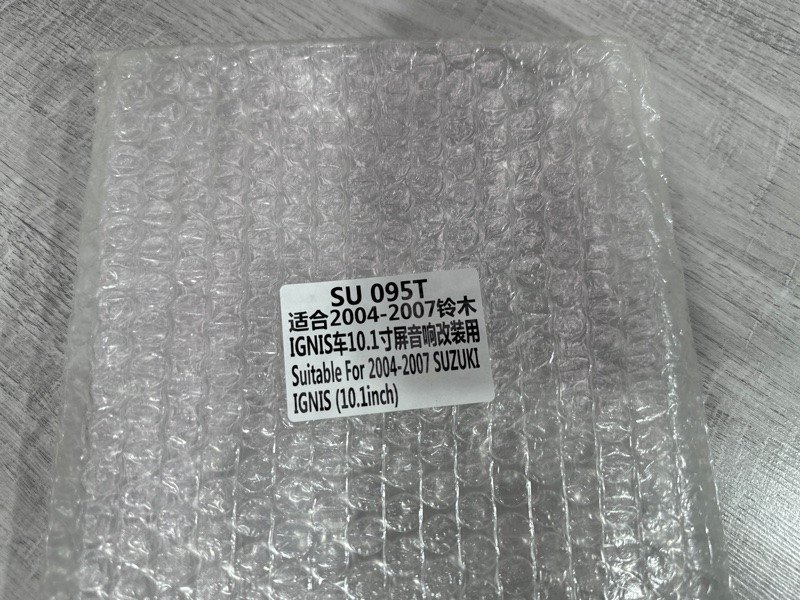 SU 095T
适合2004-2007铃木
IGNIS车10.1寸屏音响改装用
Suitable For 2004-2007 SUZUKI
IGNIS (10.1inch)